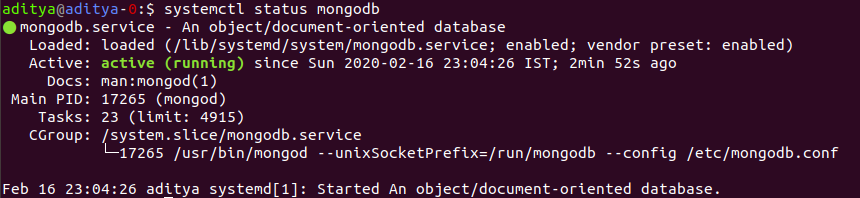 aditya@aditya-0:$ systemctl status mongodb
● mongodb.service - An object/document-oriented database
   Loaded: loaded (/lib/systemd/system/mongodb.service; enabled; vendor preset: enabled)
   Active: active (running) since Sun 2020-02-16 23:04:26 IST; 2min 52s ago
     Docs: man:mongod(1)
 Main PID: 17265 (mongod)
    Tasks: 23 (limit: 4915)
   CGroup: /system.slice/mongodb.service
           └─17265 /usr/bin/mongod --unixSocketPrefix=/run/mongodb --config /etc/mongodb.conf

Feb 16 23:04:26 aditya systemd[1]: Started An object/document-oriented database.